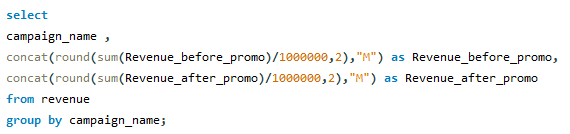 select
campaign_name ,
concat(round(sum(Revenue_before_promo)/1000000,2),"M") as Revenue_before_promo,
concat(round(sum(Revenue_after_promo)/1000000,2),"M") as Revenue_after_promo
from revenue
group by campaign_name;